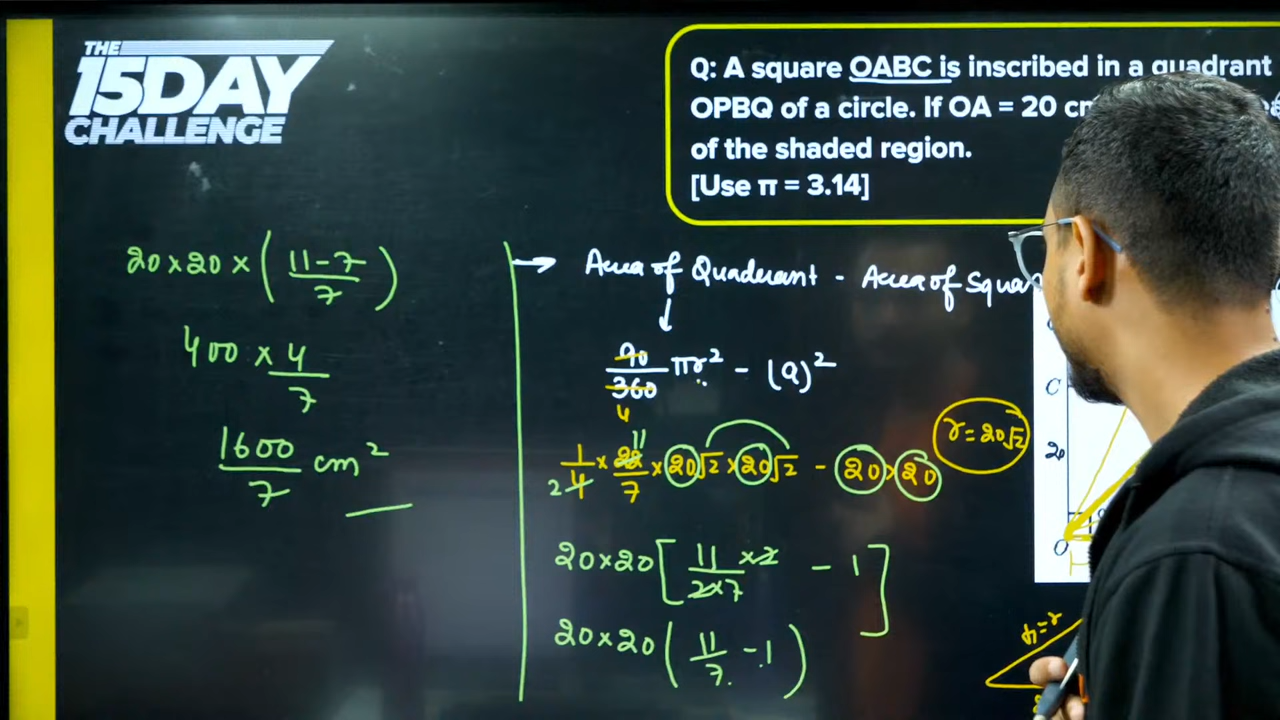 THE
15DAY
CHALLENGE
Q: A square OABC is inscribed in a quadrant
OPBQ of a circle. If OA = 20
of the shaded region.
[Use π = 3.14]
20×20×(11-7/7)
400 × 4/7
1600/7 cm²
→ Area of Quadrant - Area of Squar
↓
90/360 πr² - (a)²
4
r = 20√2
11
1/4 × 22/7 × 20√2 × 20√2 - 20×20
2
20×20[11×2/2×7 - 1]
20×20(11/7 - 1)
C
20
O